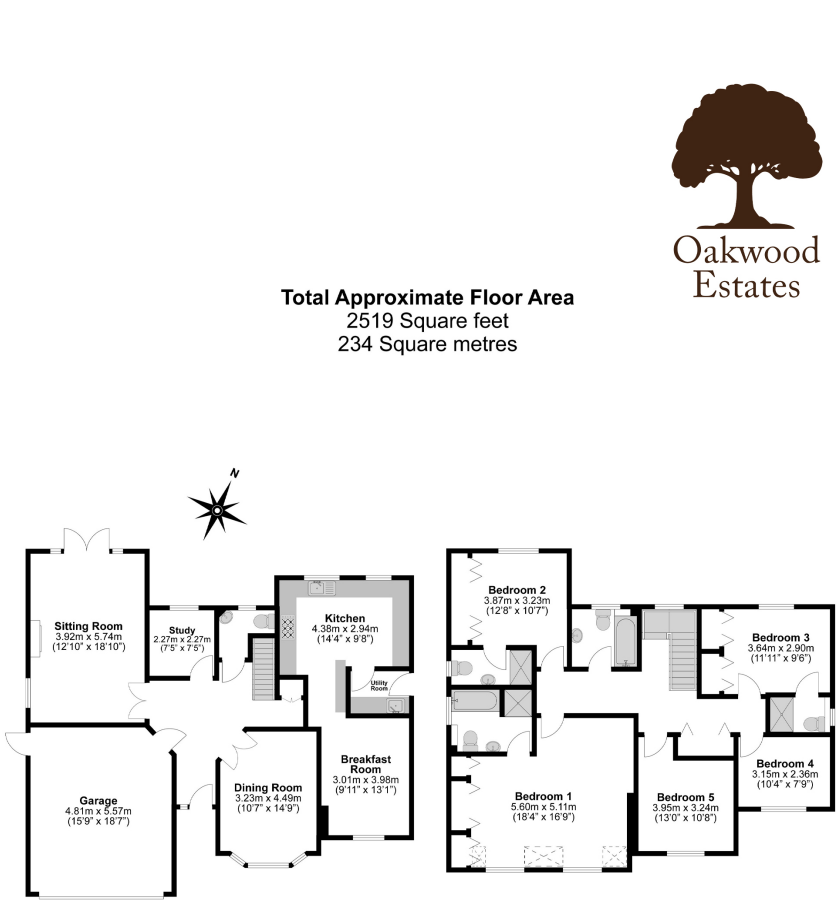 Oakwood
Estates
Total Approximate Floor Area
2519 Square feet
234 Square metres
N
Sitting Room
3.92m x 5.74m
(12'10" x 18'10")
Study
2.27m x 2.27m
(7'5" x 7'5")
Kitchen
4.38m x 2.94m
(14'4" x 9'8")
Utility
Room
Breakfast
Room
3.01m x 3.98m
(9'11" x 13'1")
Dining Room
3.23m x 4.49m
(10'7" x 14'9")
Garage
4.81m x 5.57m
(15'9" x 18'7")
Bedroom 2
3.87m x 3.23m
(12'8" x 10'7")
Bedroom 3
3.64m x 2.90m
(11'11" x 9'6")
Bedroom 4
3.15m x 2.36m
(10'4" x 7'9")
Bedroom 1
5.60m x 5.11m
(18'4" x 16'9")
Bedroom 5
3.95m x 3.24m
(13'0" x 10'8")